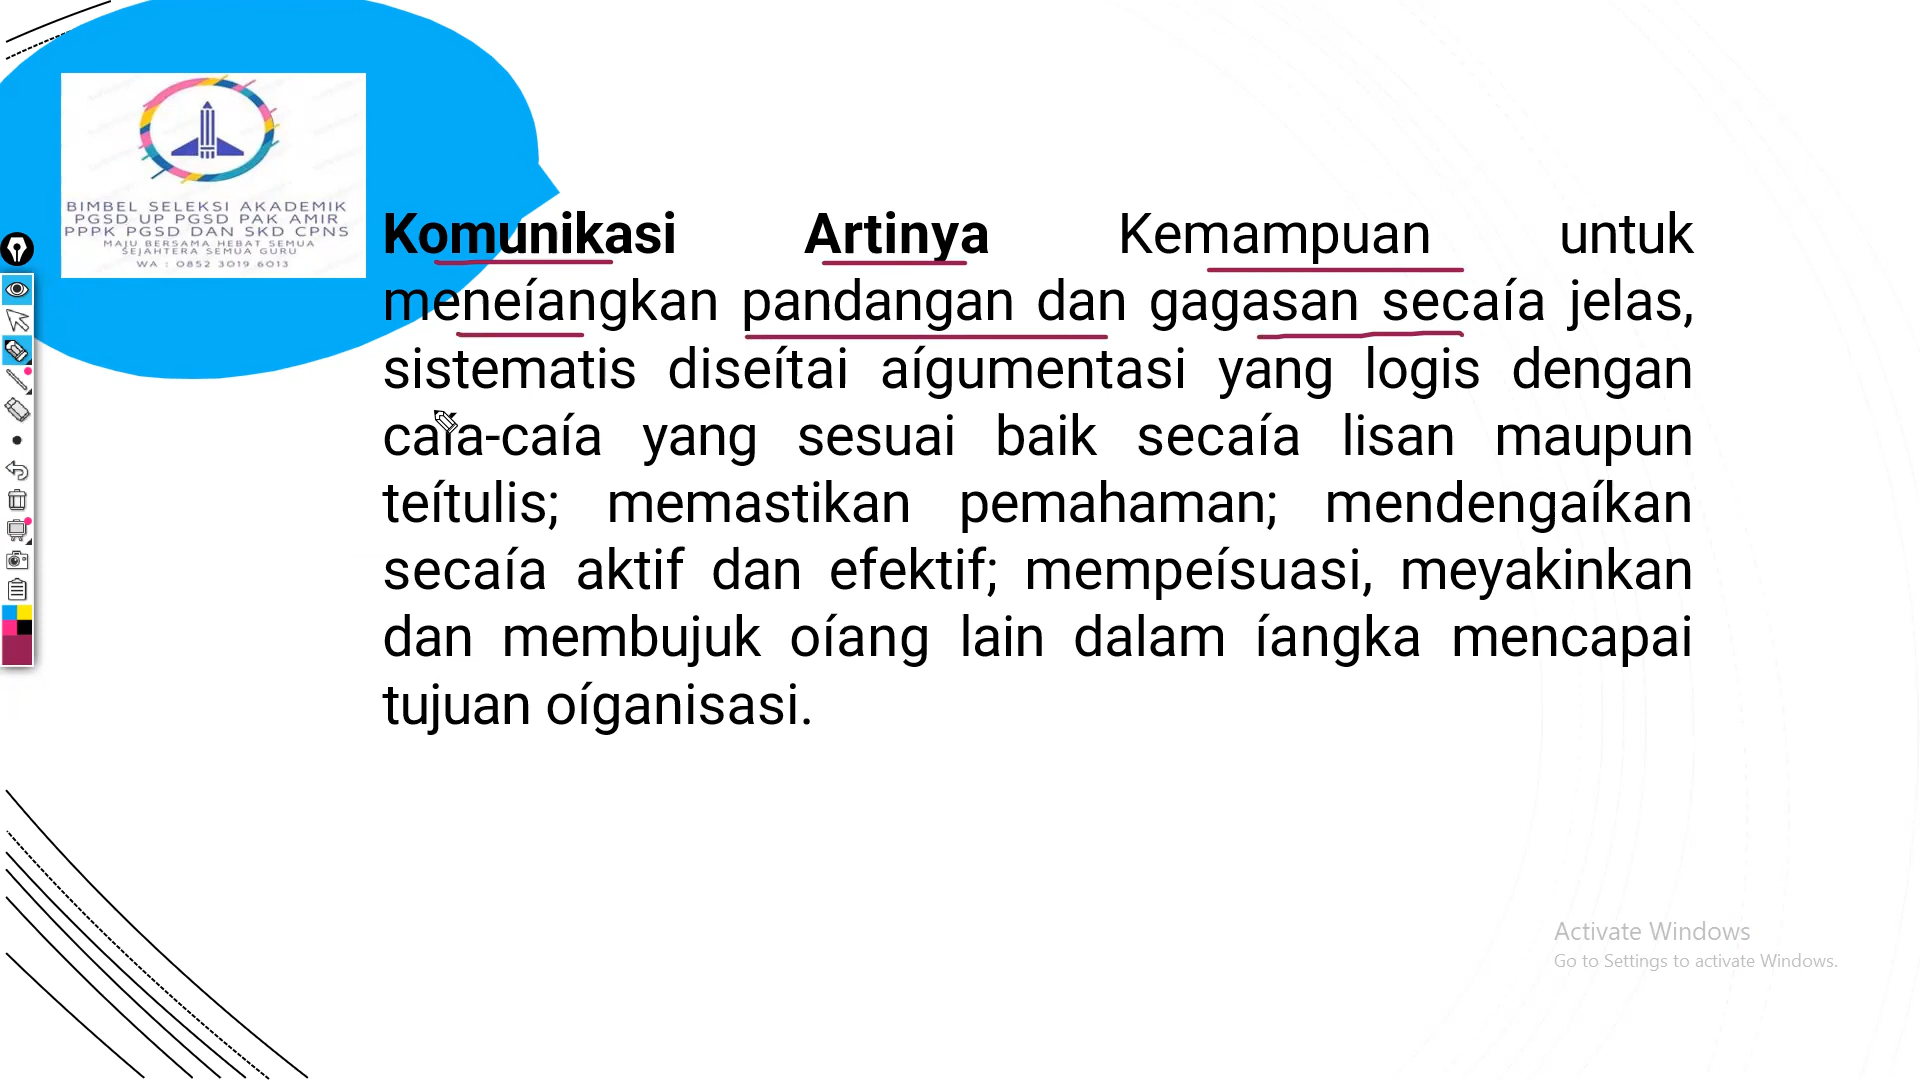 BIMBEL SELEKSI AKADEMIK
PGSD UP PGSD PAK AMIR
PPPK PGSD DAN SKD CPNS
MAJU BERSAMA HEBAT SEMUA
SEJAHTERA SEMUA GURU
WA : 0852 3019 6013
Komunikasi Artinya Kemampuan untuk
meneíangkan pandangan dan gagasan secaía jelas,
sistematis diseítai aígumentasi yang logis dengan
caía-caía yang sesuai baik secaía lisan maupun
teítulis; memastikan pemahaman; mendengaíkan
secaía aktif dan efektif; mempeísuasi, meyakinkan
dan membujuk oíang lain dalam íangka mencapai
tujuan oíganisasi.
Activate Windows
Go to Settings to activate Windows.